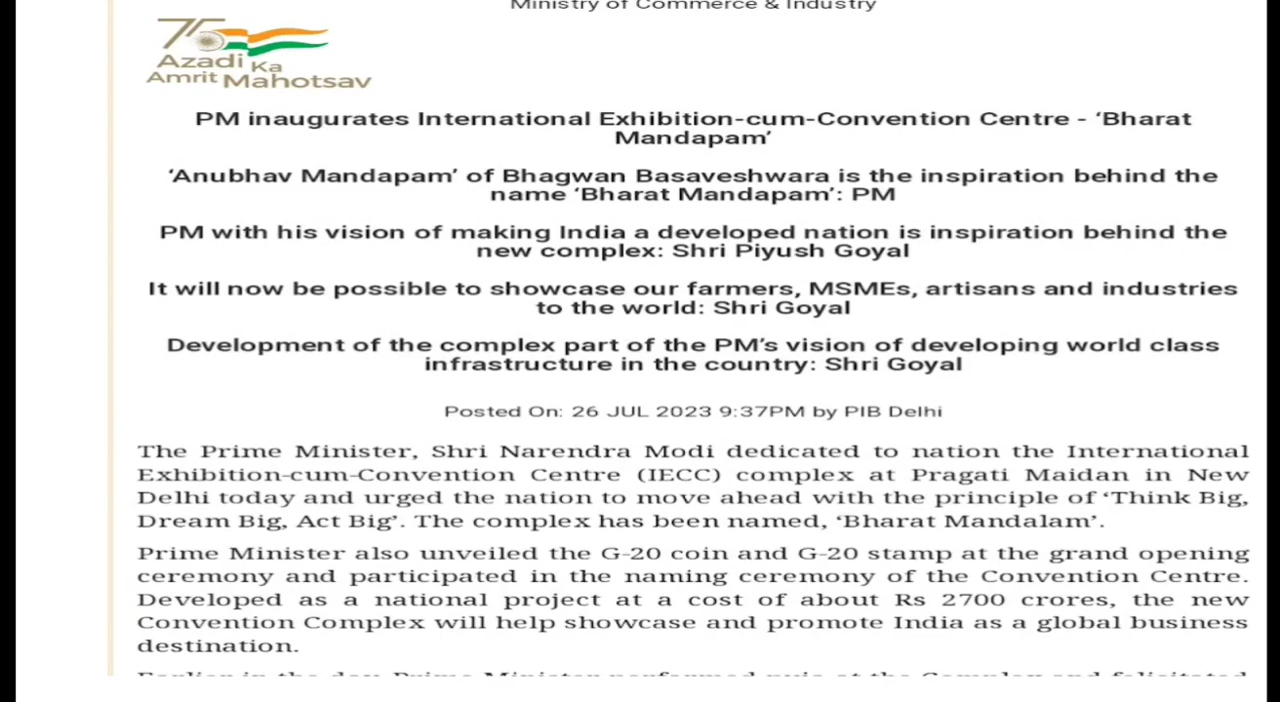 Ministry of Commerce & Industry
75
Azadi Ka
Amrit Mahotsav
PM inaugurates International Exhibition-cum-Convention Centre - ‘Bharat
Mandapam’
‘Anubhav Mandapam’ of Bhagwan Basaveshwara is the inspiration behind the
name ‘Bharat Mandapam’: PM
PM with his vision of making India a developed nation is inspiration behind the
new complex: Shri Piyush Goyal
It will now be possible to showcase our farmers, MSMEs, artisans and industries
to the world: Shri Goyal
Development of the complex part of the PM’s vision of developing world class
infrastructure in the country: Shri Goyal
Posted On: 26 JUL 2023 9:37PM by PIB Delhi
The Prime Minister, Shri Narendra Modi dedicated to nation the International
Exhibition-cum-Convention Centre (IECC) complex at Pragati Maidan in New
Delhi today and urged the nation to move ahead with the principle of ‘Think Big,
Dream Big, Act Big’. The complex has been named, ‘Bharat Mandalam’.
Prime Minister also unveiled the G-20 coin and G-20 stamp at the grand opening
ceremony and participated in the naming ceremony of the Convention Centre.
Developed as a national project at a cost of about Rs 2700 crores, the new
Convention Complex will help showcase and promote India as a global business
destination.